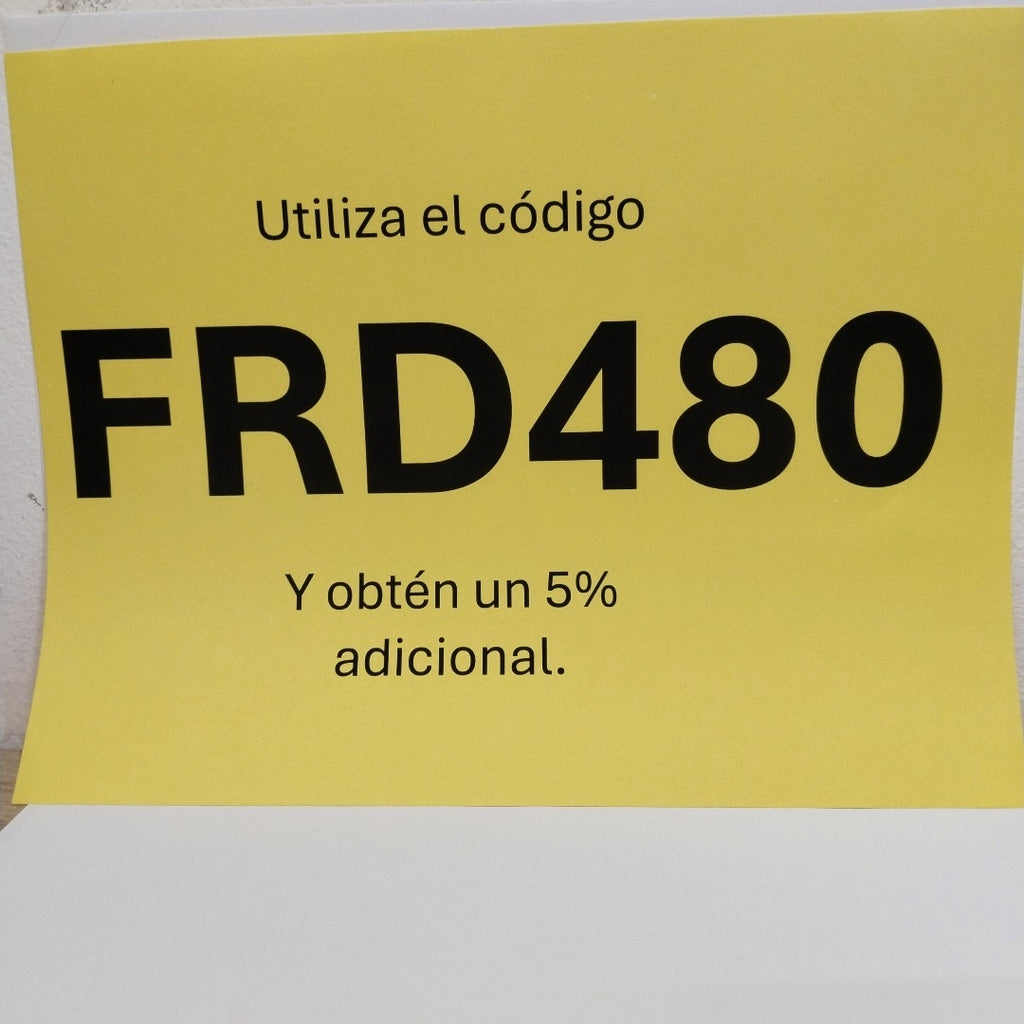 Utiliza el código
FRD480
Y obtén un 5%
adicional.